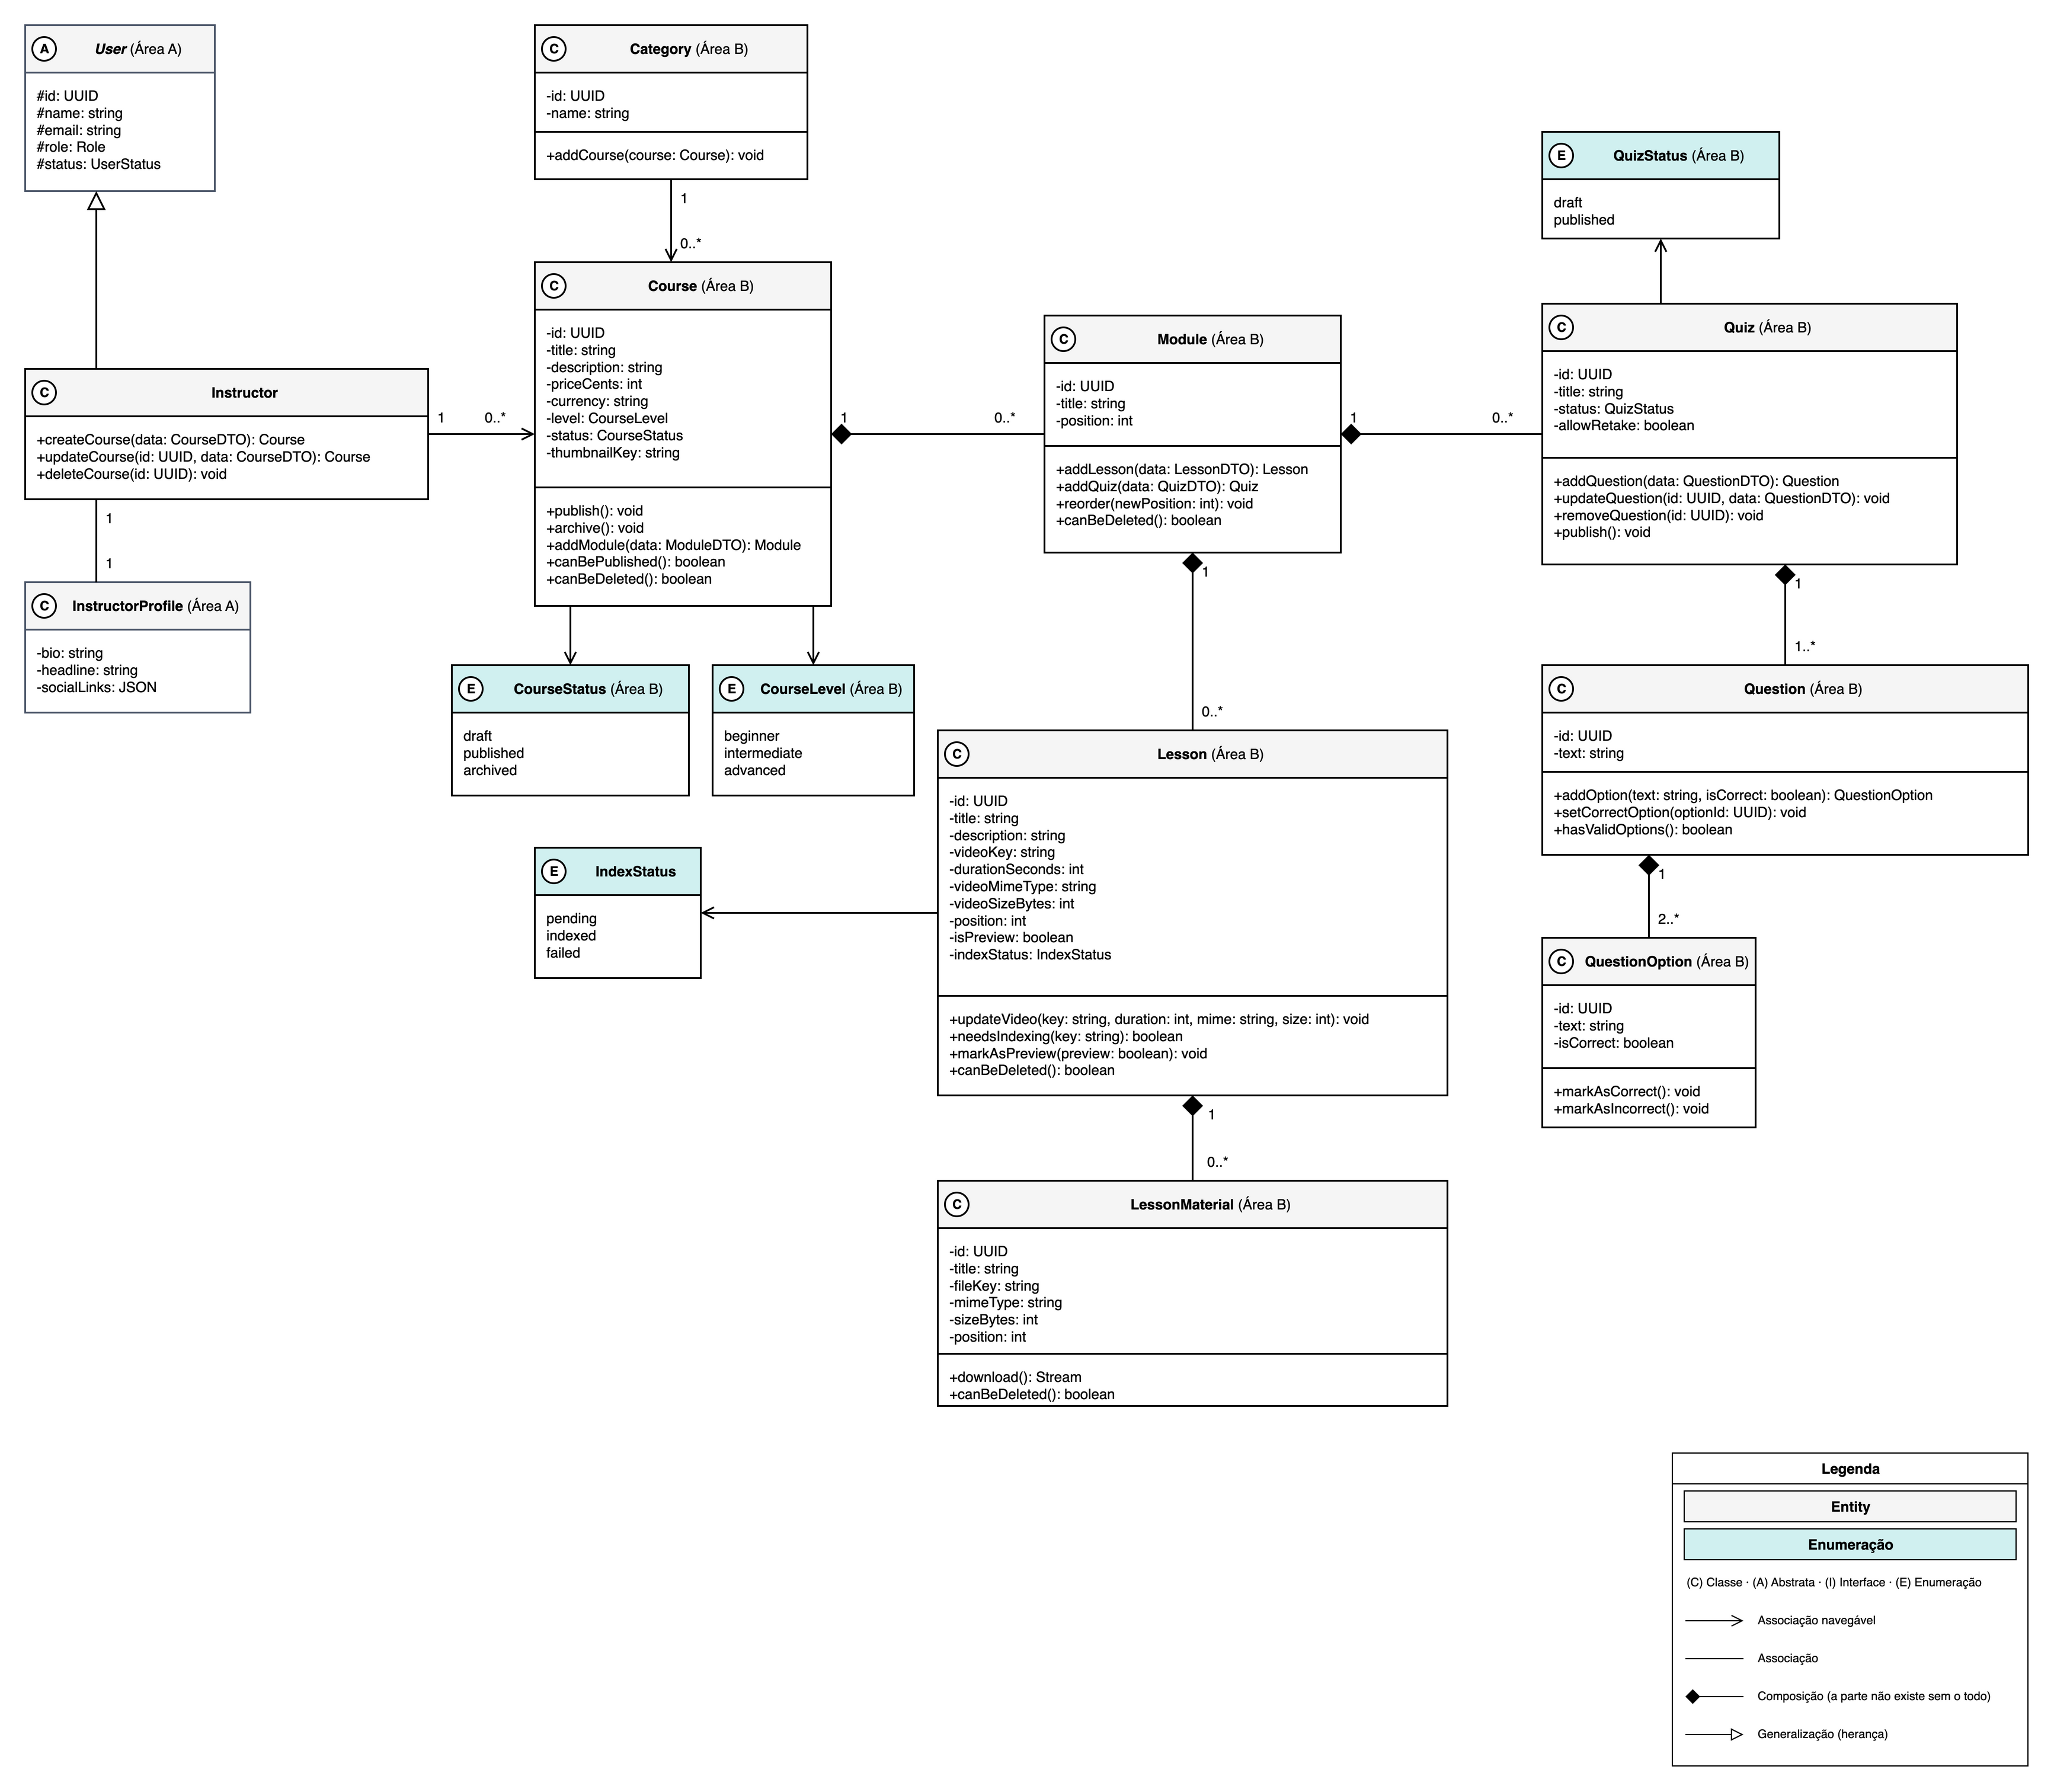 A
User (Área A)
#id: UUID
#name: string
#email: string
#role: Role
#status: UserStatus
C
Category (Área B)
-id: UUID
-name: string
+addCourse(course: Course): void
1
0..*
E
QuizStatus (Área B)
draft
published
C
Instructor
+createCourse(data: CourseDTO): Course
+updateCourse(id: UUID, data: CourseDTO): Course
+deleteCourse(id: UUID): void
1
0..*
1
1
C
InstructorProfile (Área A)
-bio: string
-headline: string
-socialLinks: JSON
C
Course (Área B)
-id: UUID
-title: string
-description: string
-priceCents: int
-currency: string
-level: CourseLevel
-status: CourseStatus
-thumbnailKey: string
+publish(): void
+archive(): void
+addModule(data: ModuleDTO): Module
+canBePublished(): boolean
+canBeDeleted(): boolean
1
0..*
E
CourseStatus (Área B)
draft
published
archived
E
CourseLevel (Área B)
beginner
intermediate
advanced
C
Module (Área B)
-id: UUID
-title: string
-position: int
+addLesson(data: LessonDTO): Lesson
+addQuiz(data: QuizDTO): Quiz
+reorder(newPosition: int): void
+canBeDeleted(): boolean
1
0..*
1
0..*
C
Quiz (Área B)
-id: UUID
-title: string
-status: QuizStatus
-allowRetake: boolean
+addQuestion(data: QuestionDTO): Question
+updateQuestion(id: UUID, data: QuestionDTO): void
+removeQuestion(id: UUID): void
+publish(): void
1
1..*
C
Question (Área B)
-id: UUID
-text: string
+addOption(text: string, isCorrect: boolean): QuestionOption
+setCorrectOption(optionId: UUID): void
+hasValidOptions(): boolean
1
2..*
C
QuestionOption (Área B)
-id: UUID
-text: string
-isCorrect: boolean
+markAsCorrect(): void
+markAsIncorrect(): void
E
IndexStatus
pending
indexed
failed
C
Lesson (Área B)
-id: UUID
-title: string
-description: string
-videoKey: string
-durationSeconds: int
-videoMimeType: string
-videoSizeBytes: int
-position: int
-isPreview: boolean
-indexStatus: IndexStatus
+updateVideo(key: string, duration: int, mime: string, size: int): void
+needsIndexing(key: string): boolean
+markAsPreview(preview: boolean): void
+canBeDeleted(): boolean
1
0..*
C
LessonMaterial (Área B)
-id: UUID
-title: string
-fileKey: string
-mimeType: string
-sizeBytes: int
-position: int
+download(): Stream
+canBeDeleted(): boolean
Legenda
Entity
Enumeração
(C) Classe · (A) Abstrata · (I) Interface · (E) Enumeração
Associação navegável
Associação
Composição (a parte não existe sem o todo)
Generalização (herança)